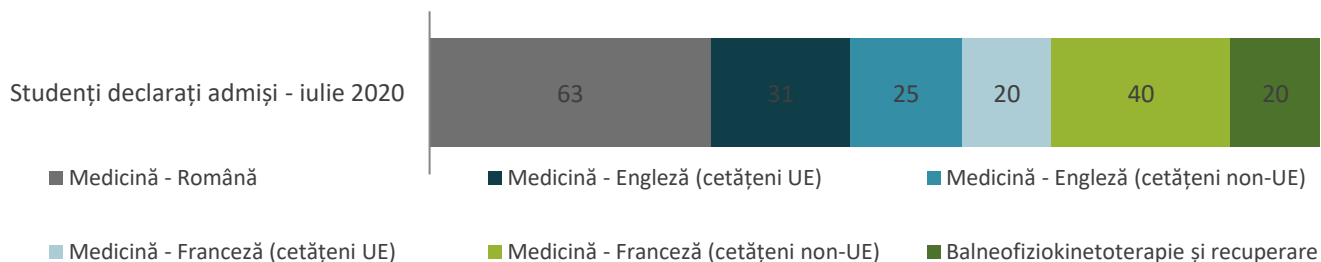 Studenți declarați admiși - iulie 2020 63 31 25 20 40 20
Medicină - Română Medicină - Engleză (cetățeni UE) Medicină - Engleză (cetățeni non-UE)
Medicină - Franceză (cetățeni UE) Medicină - Franceză (cetățeni non-UE) Balneofiziokinetoterapie și recuperare